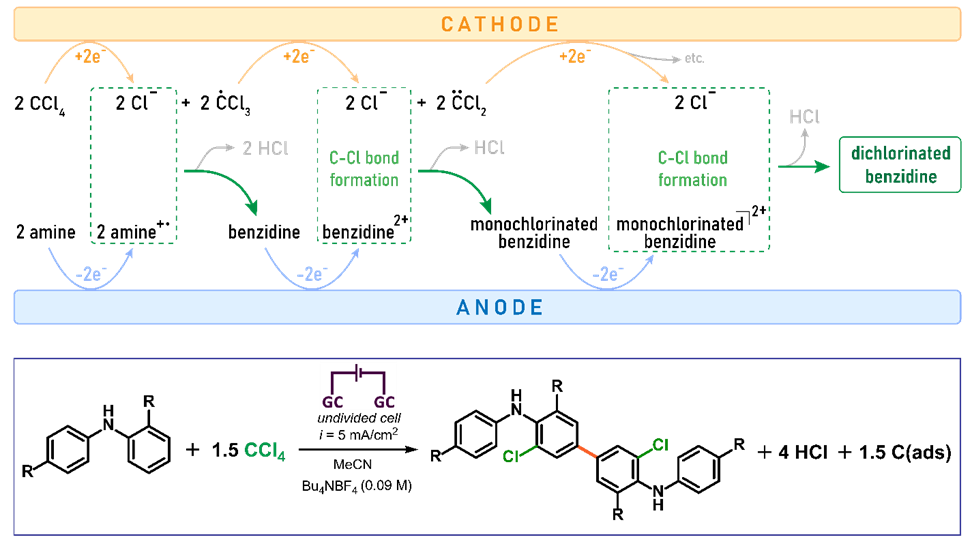 CATHODE
+2e⁻ +2e⁻ +2e⁻ etc.
2 CCl₄ 2 Cl⁻ + 2 ĊCl₃ 2 Cl⁻ + 2 C̈Cl₂ 2 Cl⁻
HCl
2 HCl C-Cl bond formation HCl C-Cl bond formation dichlorinated benzidine
2 amine 2 amine⁺• benzidine benzidine²⁺ monochlorinated benzidine monochlorinated benzidine ²⁺
-2e⁻ -2e⁻ -2e⁻
ANODE
GC GC
undivided cell
i = 5 mA/cm²
MeCN
Bu₄NBF₄ (0.09 M)
H N R R + 1.5 CCl₄
H N R Cl Cl R N H R + 4 HCl + 1.5 C(ads)